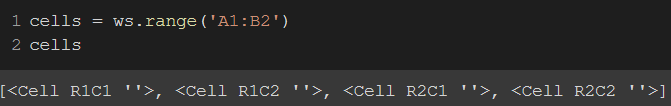 1 cells = ws.range('A1:B2')
2 cells
[<Cell R1C1 ''>, <Cell R1C2 ''>, <Cell R2C1 ''>, <Cell R2C2 ''>]